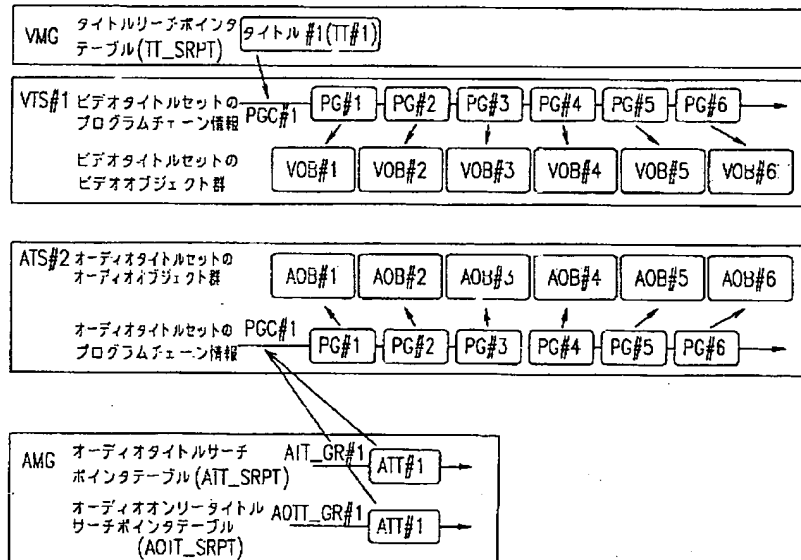 VMG タイトルサーチポインタ
テーブル(TT_SRPT)
タイトル #1(TT#1)
VTS#1 ビデオタイトルセットの
プログラムチェーン情報
PGC#1
PG#1 PG#2 PG#3 PG#4 PG#5 PG#6
ビデオタイトルセットの
ビデオオブジェクト群
VOB#1 VOB#2 VOB#3 VOB#4 VOB#5 VOB#6
ATS#2 オーディオタイトルセットの
オーディオオブジェクト群
AOB#1 AOB#2 AOB#3 AOB#4 AOB#5 AOB#6
オーディオタイトルセットの
プログラムチェーン情報
PGC#1
PG#1 PG#2 PG#3 PG#4 PG#5 PG#6
AMG オーディオタイトルサーチ
ポインタテーブル(ATT_SRPT)
ATT_GR#1
ATT#1
オーディオオンリータイトル
サーチポインタテーブル
(AOTT_SRPT)
AOTT_GR#1
ATT#1